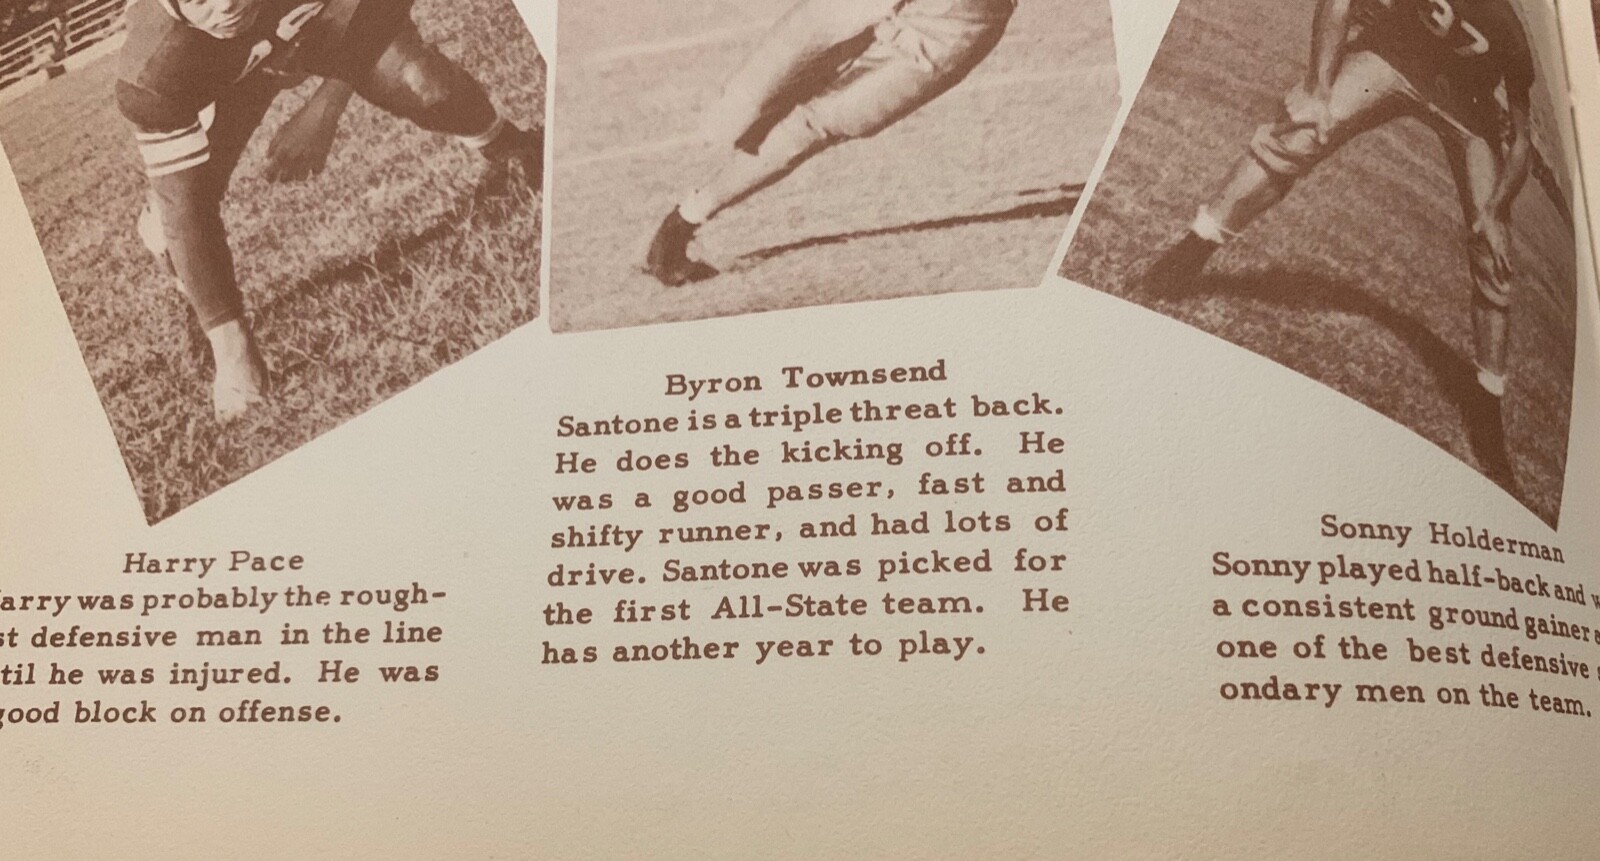 37
Harry Pace
arry was probably the rough-
st defensive man in the line
til he was injured. He was
good block on offense.
Byron Townsend
Santone is a triple threat back.
He does the kicking off. He
was a good passer, fast and
shifty runner, and had lots of
drive. Santone was picked for
the first All-State team. He
has another year to play.
Sonny Holderman
Sonny played half-back and w
a consistent ground gainer a
one of the best defensive s
ondary men on the team.